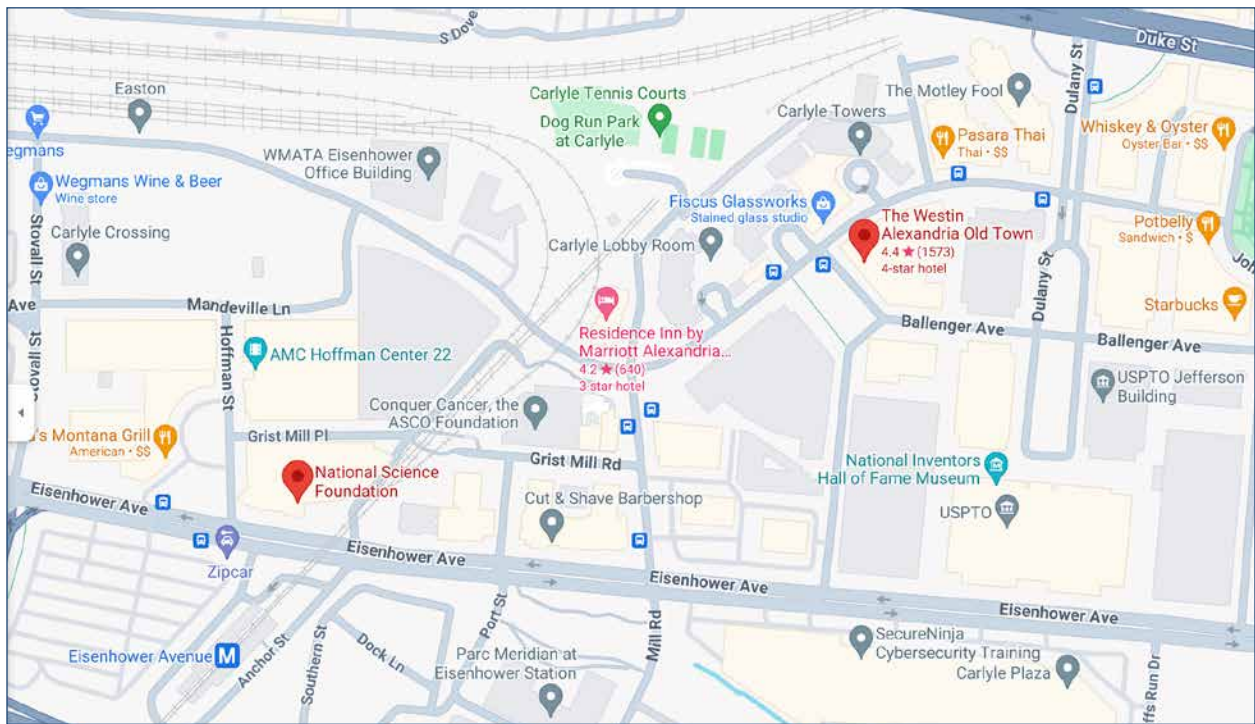 S Dove
Duke St
Easton
Carlyle Tennis Courts
Dog Run Park
at Carlyle
The Motley Fool
Dulany St
Carlyle Towers
Pasara Thai
Thai • $$
Whiskey & Oyster
Oyster Bar • $$
egmans
WMATA Eisenhower
Office Building
Wegmans Wine & Beer
Wine store
Stovall St
Carlyle Crossing
Fiscus Glassworks
Stained glass studio
The Westin
Alexandria Old Town
4.4 ★ (1573)
4-star hotel
Carlyle Lobby Room
Potbelly
Sandwich • $
Dulany St
Starbucks
Ave
Mandeville Ln
Hoffman St
Stovall St
AMC Hoffman Center 22
Residence Inn by
Marriott Alexandria...
4.2 ★ (640)
3-star hotel
Ballenger Ave
Ballenger Ave
USPTO Jefferson
Building
Conquer Cancer, the
ASCO Foundation
's Montana Grill
American • $$
Grist Mill Pl
Grist Mill Rd
National Science
Foundation
National Inventors
Hall of Fame Museum
Cut & Shave Barbershop
USPTO
Eisenhower Ave
Zipcar
Eisenhower Ave
Eisenhower Ave
Eisenhower Ave
Eisenhower Avenue
M
Anchor St
Southern St
Dock Ln
Port St
Mill Rd
Parc Meridian at
Eisenhower Station
SecureNinja
Cybersecurity Training
Carlyle Plaza
ffs Run Dr